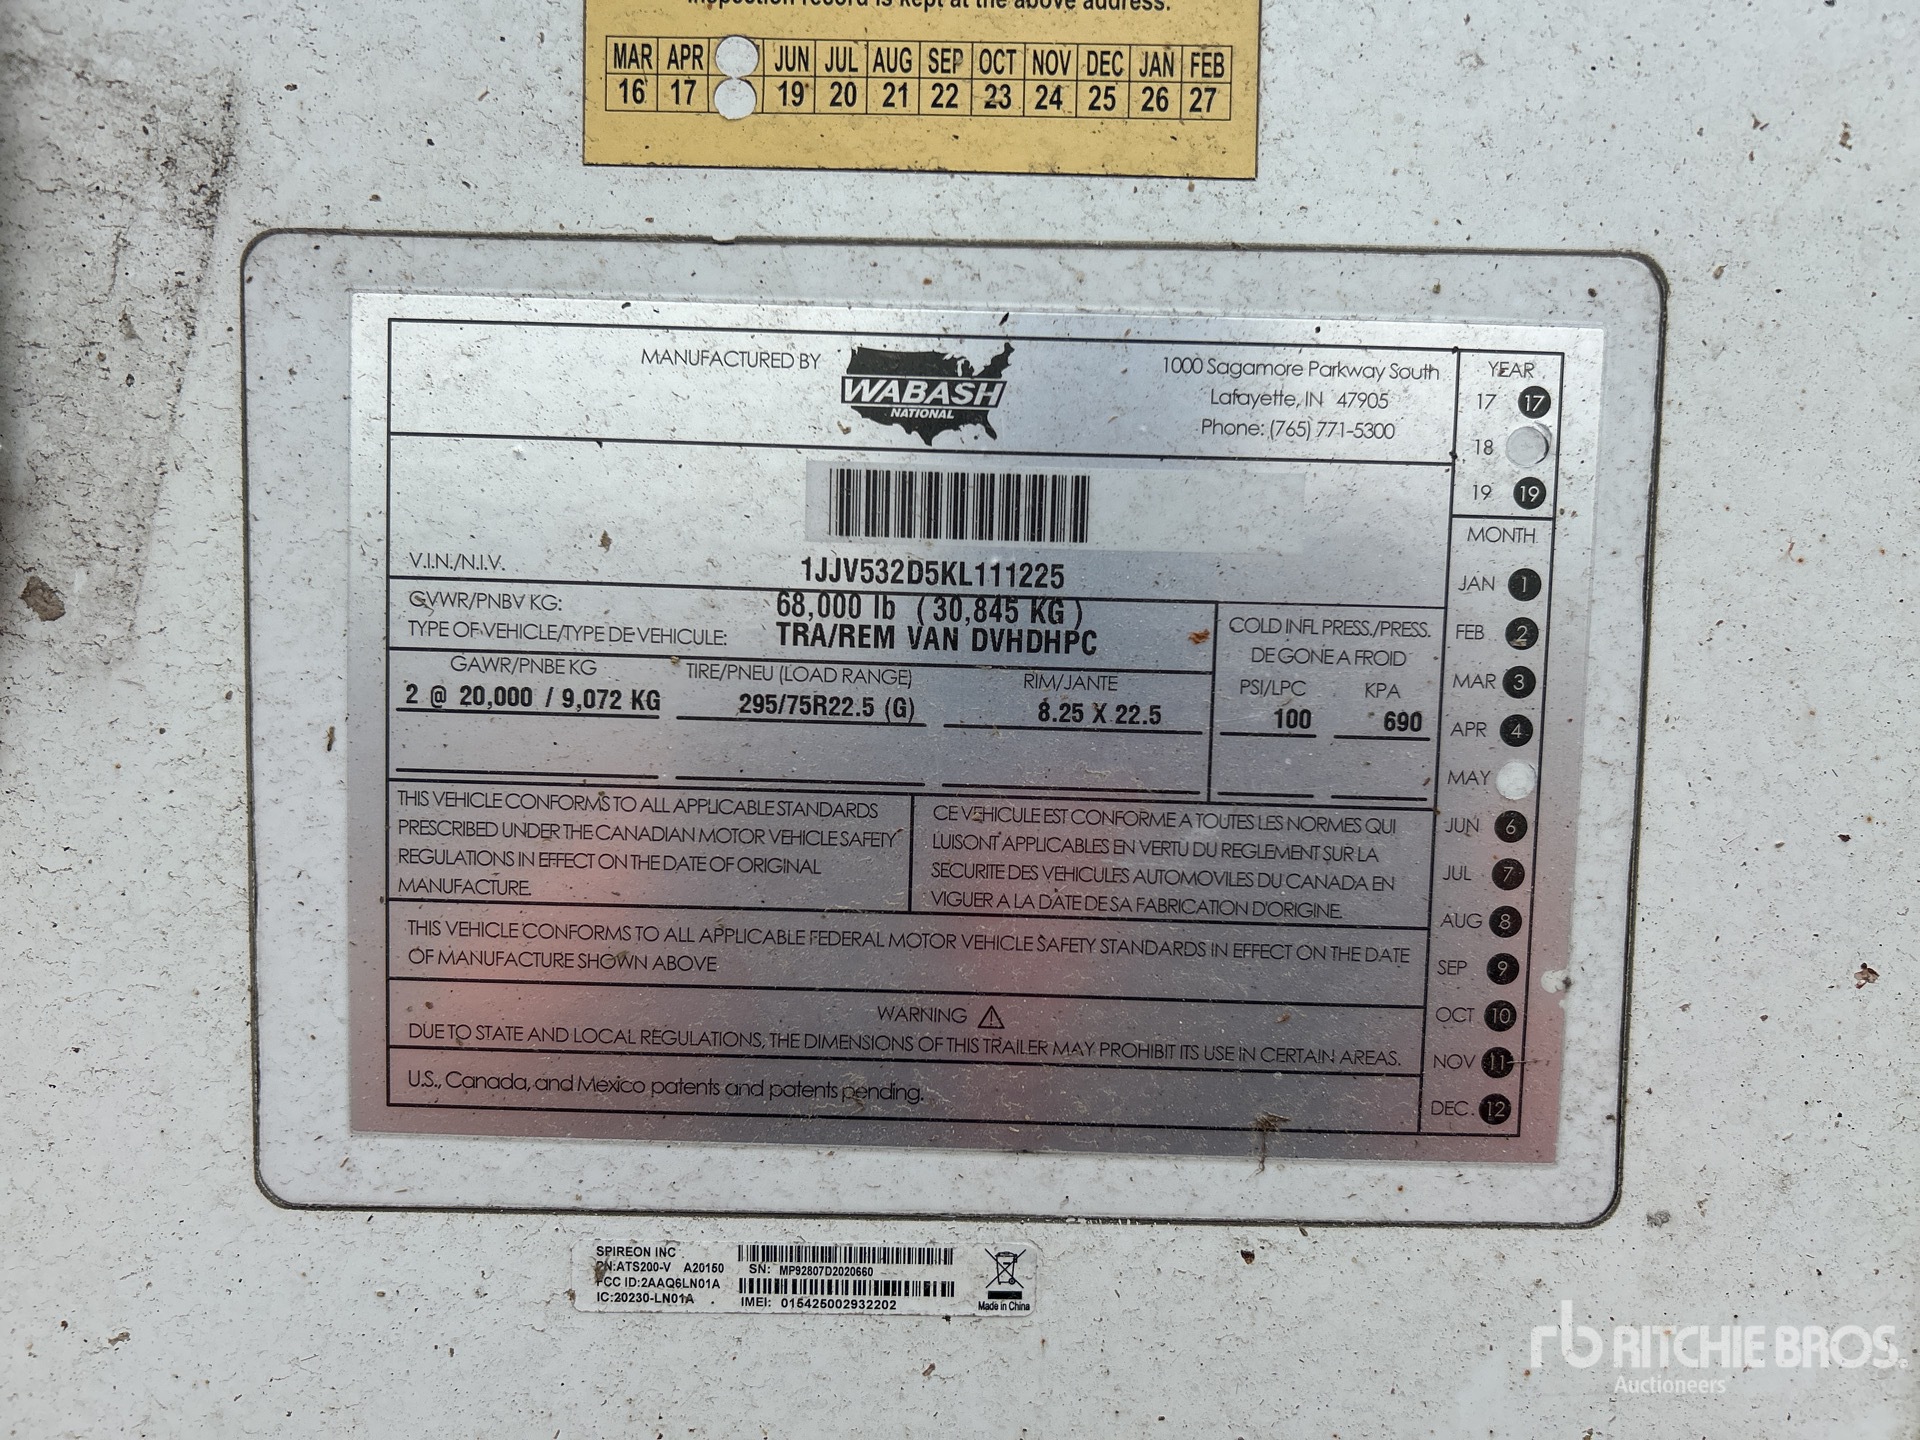 Inspection record is kept at the above address.
MAR APR JUN JUL AUG SEP OCT NOV DEC JAN FEB
16 17 19 20 21 22 23 24 25 26 27
MANUFACTURED BY
WABASH
NATIONAL
1000 Sagamore Parkway South
Lafayette, IN 47905
Phone: (765) 771-5300
YEAR
17 17
18
19 19
V.I.N./N.I.V. 1JJV532D5KL111225
GVWR/PNBV KG: 68,000 lb (30,845 KG)
TYPE OF VEHICLE/TYPE DE VEHICULE: TRA/REM VAN DVHDHPC
COLD INFL PRESS./PRESS.
DE GONE A FROID
GAWR/PNBE KG TIRE/PNEU (LOAD RANGE) RIM/JANTE PSI/LPC KPA
2 @ 20,000 / 9,072 KG 295/75R22.5 (G) 8.25 X 22.5 100 690
MONTH
JAN 1
FEB 2
MAR 3
APR 4
MAY
JUN 6
JUL 7
AUG 8
SEP 9
OCT 10
NOV 11
DEC. 12
THIS VEHICLE CONFORMS TO ALL APPLICABLE STANDARDS
PRESCRIBED UNDER THE CANADIAN MOTOR VEHICLE SAFETY
REGULATIONS IN EFFECT ON THE DATE OF ORIGINAL
MANUFACTURE.
CE VEHICULE EST CONFORME A TOUTES LES NORMES QUI
LUISONT APPLICABLES EN VERTU DU REGLEMENT SUR LA
SECURITE DES VEHICULES AUTOMOVILES DU CANADA EN
VIGUER A LA DATE DE SA FABRICATION D'ORIGINE.
THIS VEHICLE CONFORMS TO ALL APPLICABLE FEDERAL MOTOR VEHICLE SAFETY STANDARDS IN EFFECT ON THE DATE
OF MANUFACTURE SHOWN ABOVE
WARNING
DUE TO STATE AND LOCAL REGULATIONS, THE DIMENSIONS OF THIS TRAILER MAY PROHIBIT ITS USE IN CERTAIN AREAS.
U.S., Canada, and Mexico patents and patents pending.
SPIREON INC
PN:ATS200-V A20150
FCC ID:2AAQ6LN01A
IC:20230-LN01A
SN: MP92807D2020660
IMEI: 015425002932202
Made in China
rb RITCHIE BROS.
Auctioneers